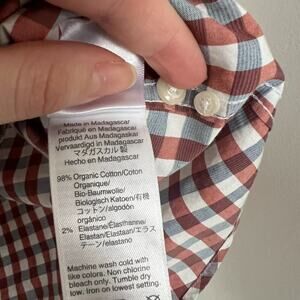 Made in Madagascar
Fabriqué en Madagascar
produkt Aus Madaskar
Vervaardigd in Madagascar
マダガスカル製
Hecho en Madagascar
98% Organic Cotton/Coton
Organique/
Bio-Baumwolle/
Biologisch Katoen/有機
コットン/algodón
orgánico
2% Elastane/Élasthanne/
Elastan/Elastaan/エラス
テーン/elastano
Machine wash cold with
like colors. Non chlorine
bleach only. Tumble dry
low. Iron on lowest setting